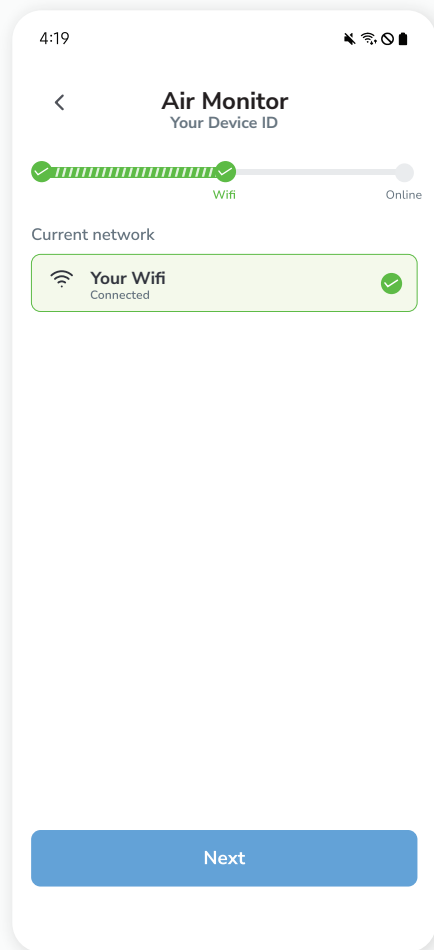 4:19
Air Monitor
Your Device ID
Wifi
Online
Current network
Your Wifi
Connected
Next